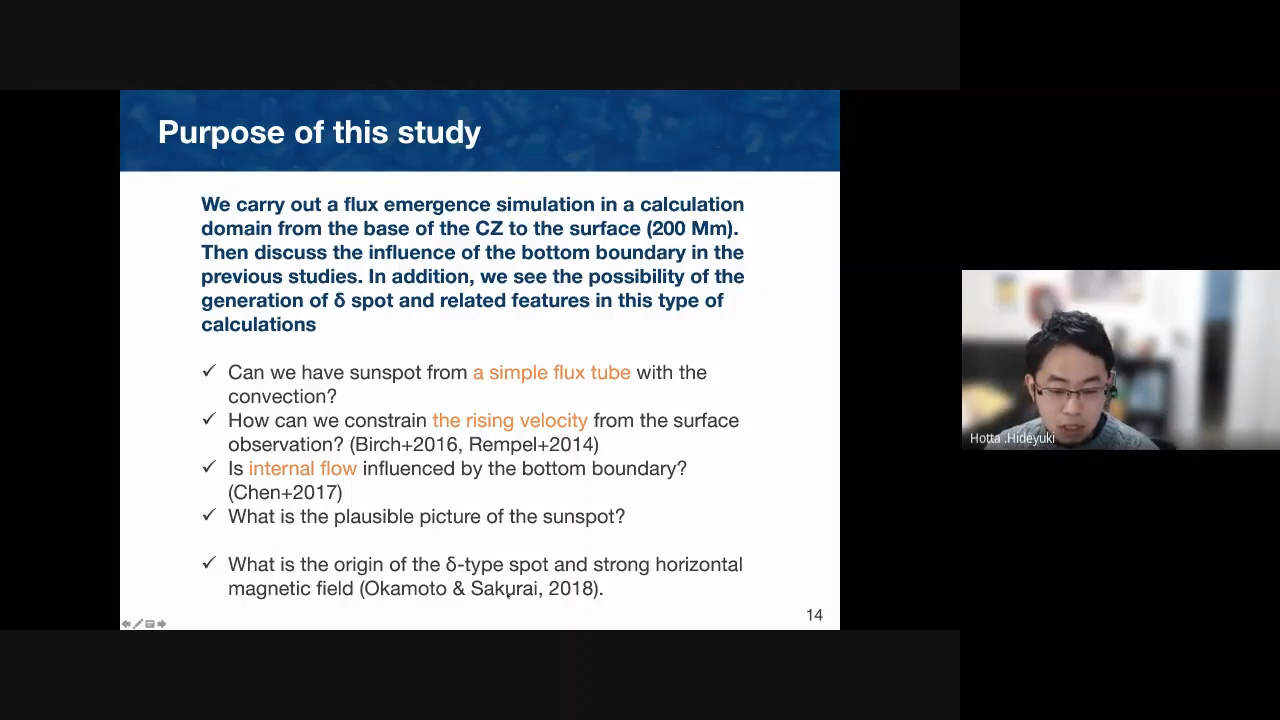 Purpose of this study
We carry out a flux emergence simulation in a calculation
domain from the base of the CZ to the surface (200 Mm).
Then discuss the influence of the bottom boundary in the
previous studies. In addition, we see the possibility of the
generation of δ spot and related features in this type of
calculations
✓ Can we have sunspot from a simple flux tube with the
convection?
✓ How can we constrain the rising velocity from the surface
observation? (Birch+2016, Rempel+2014)
✓ Is internal flow influenced by the bottom boundary?
(Chen+2017)
✓ What is the plausible picture of the sunspot?
✓ What is the origin of the δ-type spot and strong horizontal
magnetic field (Okamoto & Sakurai, 2018).
14
Hotta .Hideyuki